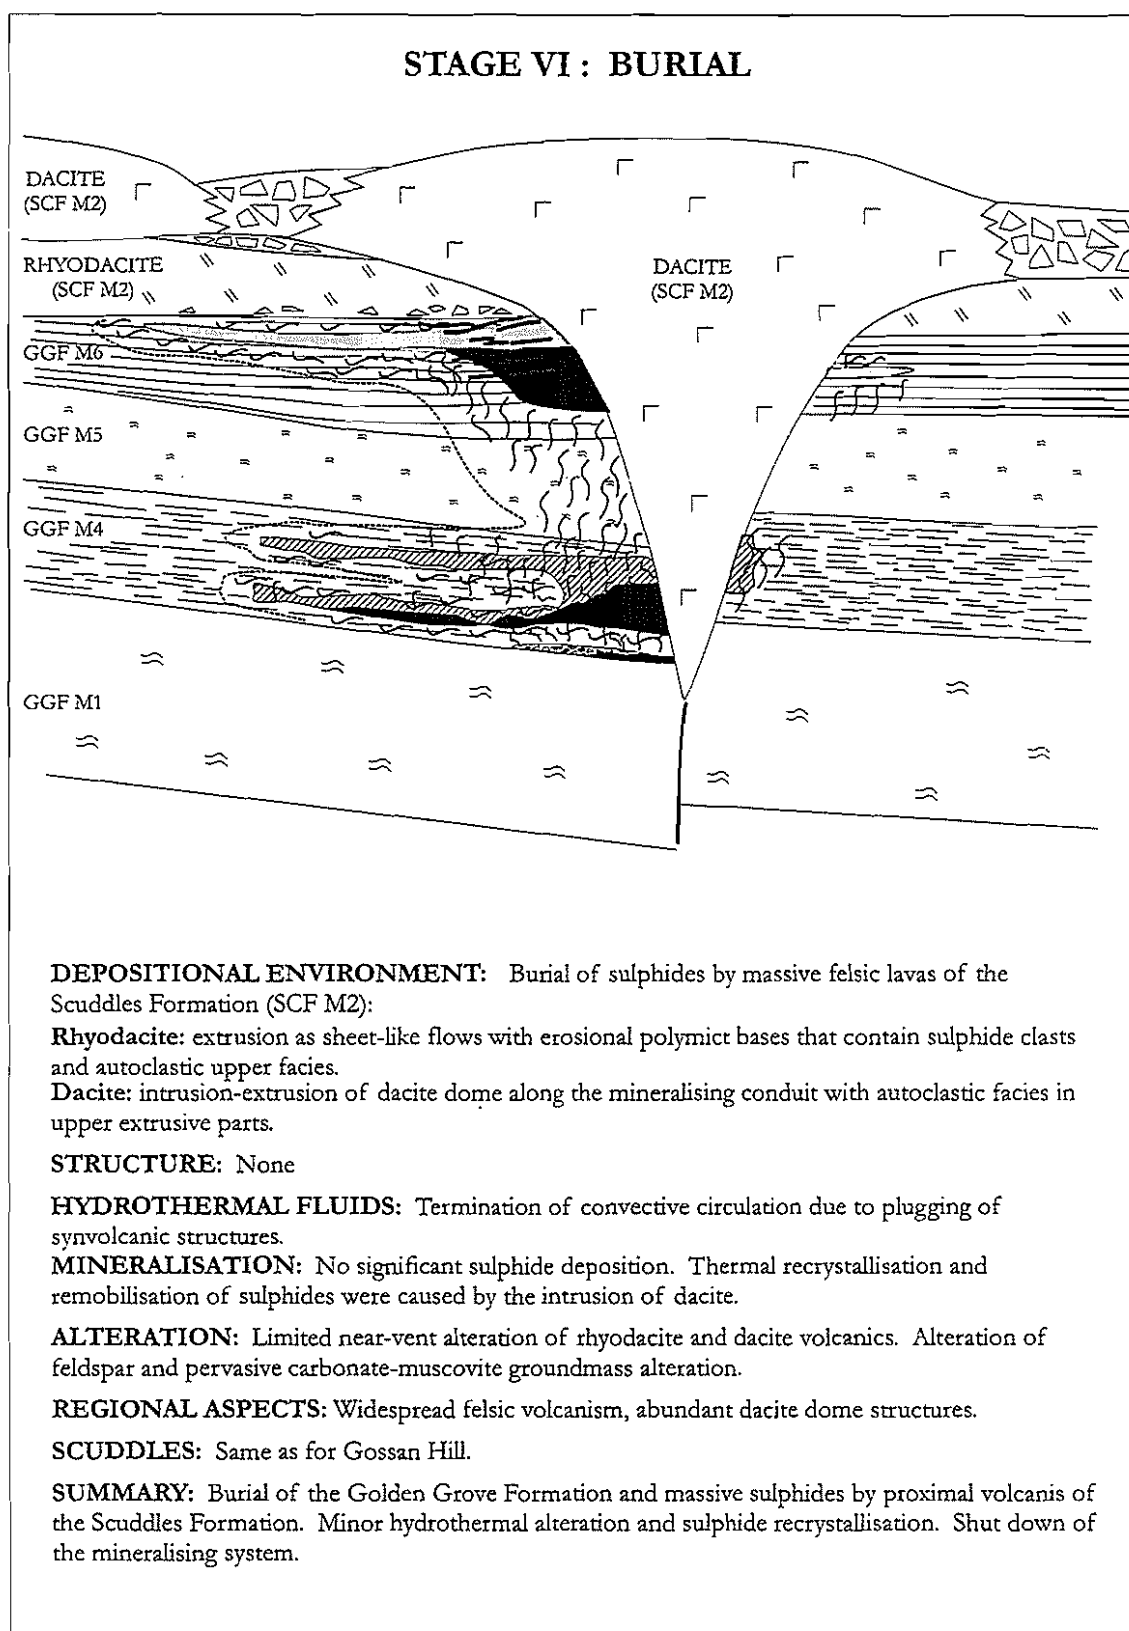 STAGE VI : BURIAL
DACITE
(SCF M2)
RHYODACITE
(SCF M2)
DACITE
(SCF M2)
GGF M6
GGF M5
GGF M4
GGF M1
DEPOSITIONAL ENVIRONMENT: Burial of sulphides by massive felsic lavas of the
Scuddles Formation (SCF M2):
Rhyodacite: extrusion as sheet-like flows with erosional polymict bases that contain sulphide clasts
and autoclastic upper facies.
Dacite: intrusion-extrusion of dacite dome along the mineralising conduit with autoclastic facies in
upper extrusive parts.
STRUCTURE: None
HYDROTHERMAL FLUIDS: Termination of convective circulation due to plugging of
synvolcanic structures.
MINERALISATION: No significant sulphide deposition. Thermal recrystallisation and
remobilisation of sulphides were caused by the intrusion of dacite.
ALTERATION: Limited near-vent alteration of rhyodacite and dacite volcanics. Alteration of
feldspar and pervasive carbonate-muscovite groundmass alteration.
REGIONAL ASPECTS: Widespread felsic volcanism, abundant dacite dome structures.
SCUDDLES: Same as for Gossan Hill.
SUMMARY: Burial of the Golden Grove Formation and massive sulphides by proximal volcanis of
the Scuddles Formation. Minor hydrothermal alteration and sulphide recrystallisation. Shut down of
the mineralising system.